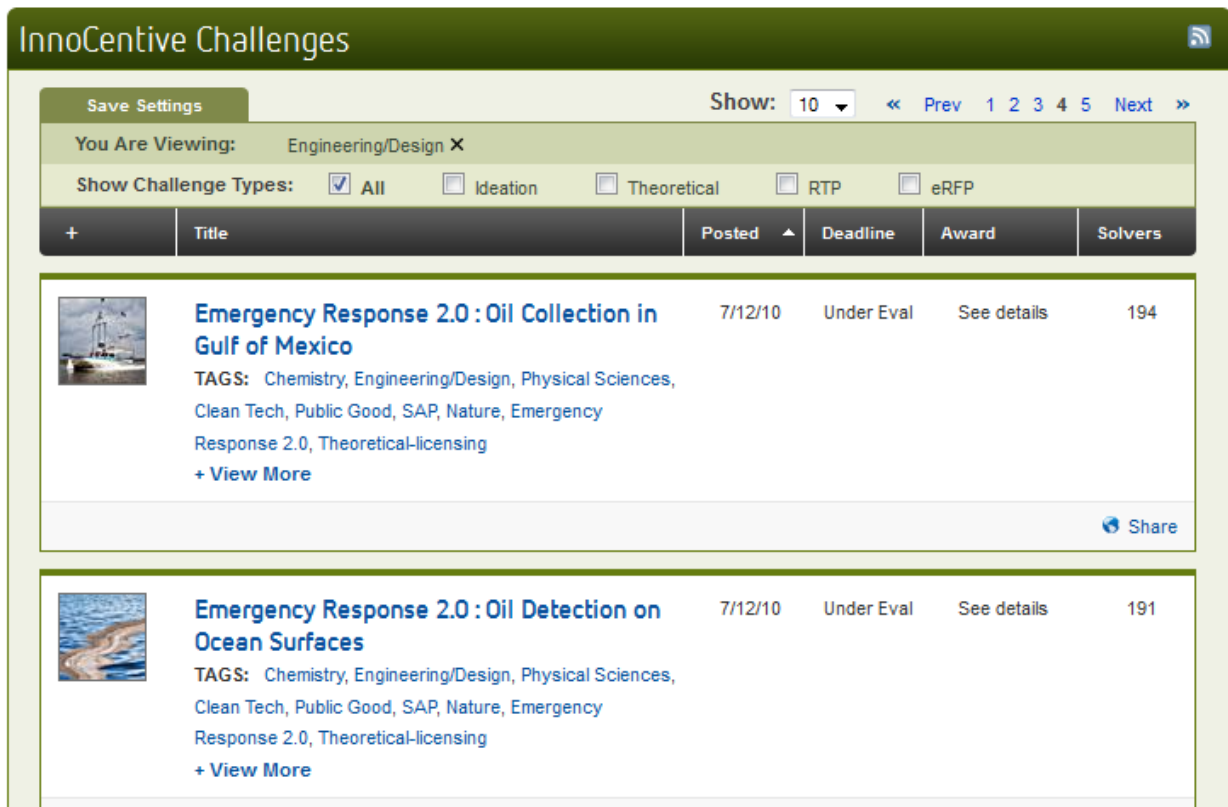 InnoCentive Challenges
Save Settings
Show: 10 « Prev 1 2 3 4 5 Next »
You Are Viewing: Engineering/Design ✕
Show Challenge Types: All Ideation Theoretical RTP eRFP
+ Title Posted Deadline Award Solvers
Emergency Response 2.0 : Oil Collection in 7/12/10 Under Eval See details 194
Gulf of Mexico
TAGS: Chemistry, Engineering/Design, Physical Sciences,
Clean Tech, Public Good, SAP, Nature, Emergency
Response 2.0, Theoretical-licensing
+ View More
Share
Emergency Response 2.0 : Oil Detection on 7/12/10 Under Eval See details 191
Ocean Surfaces
TAGS: Chemistry, Engineering/Design, Physical Sciences,
Clean Tech, Public Good, SAP, Nature, Emergency
Response 2.0, Theoretical-licensing
+ View More